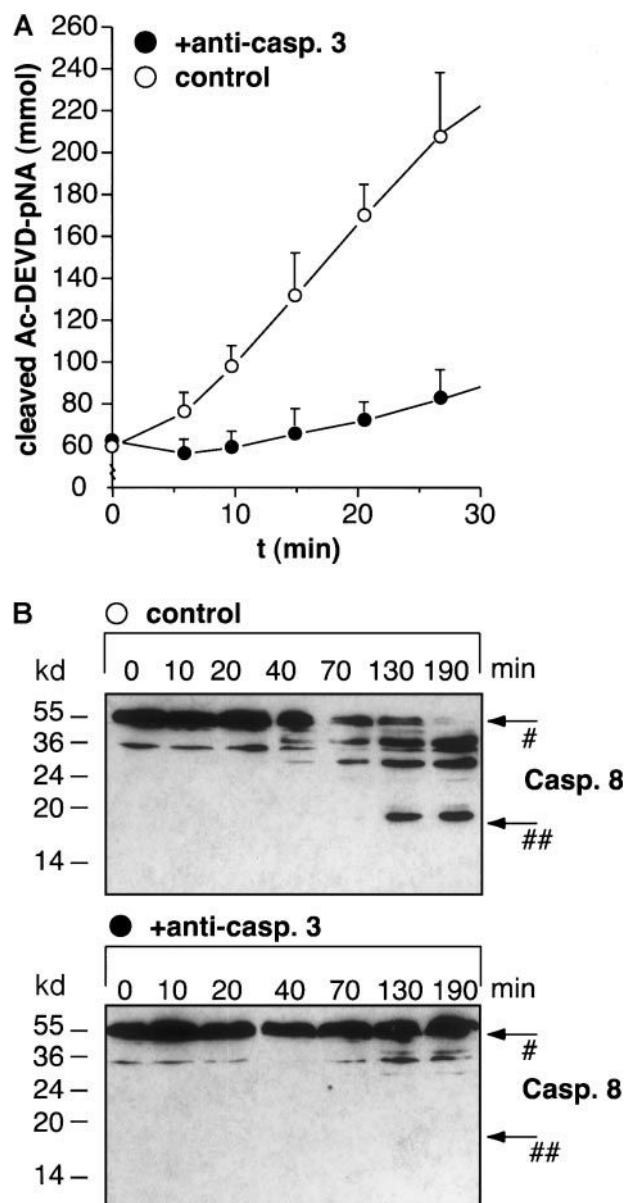 A
+anti-casp. 3
control
cleaved Ac-DEVD-pNA (mmol)
260
240
220
200
180
160
140
120
100
80
60
0
0 10 20 30
t (min)
B control
kd 0 10 20 40 70 130 190 min
55
36
24
20
14
#
Casp. 8
##
+anti-casp. 3
kd 0 10 20 40 70 130 190 min
55
36
24
20
14
#
Casp. 8
##